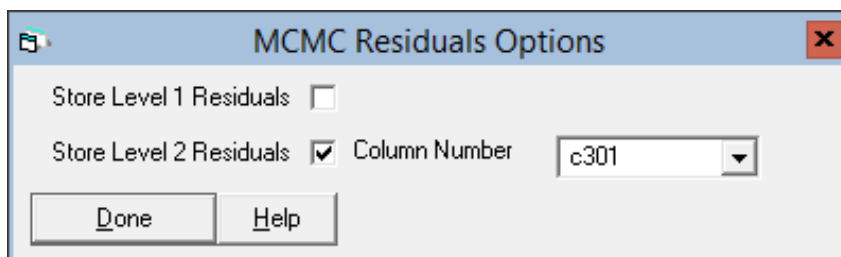 MCMC Residuals Options
Store Level 1 Residuals
Store Level 2 Residuals Column Number c301
Done Help